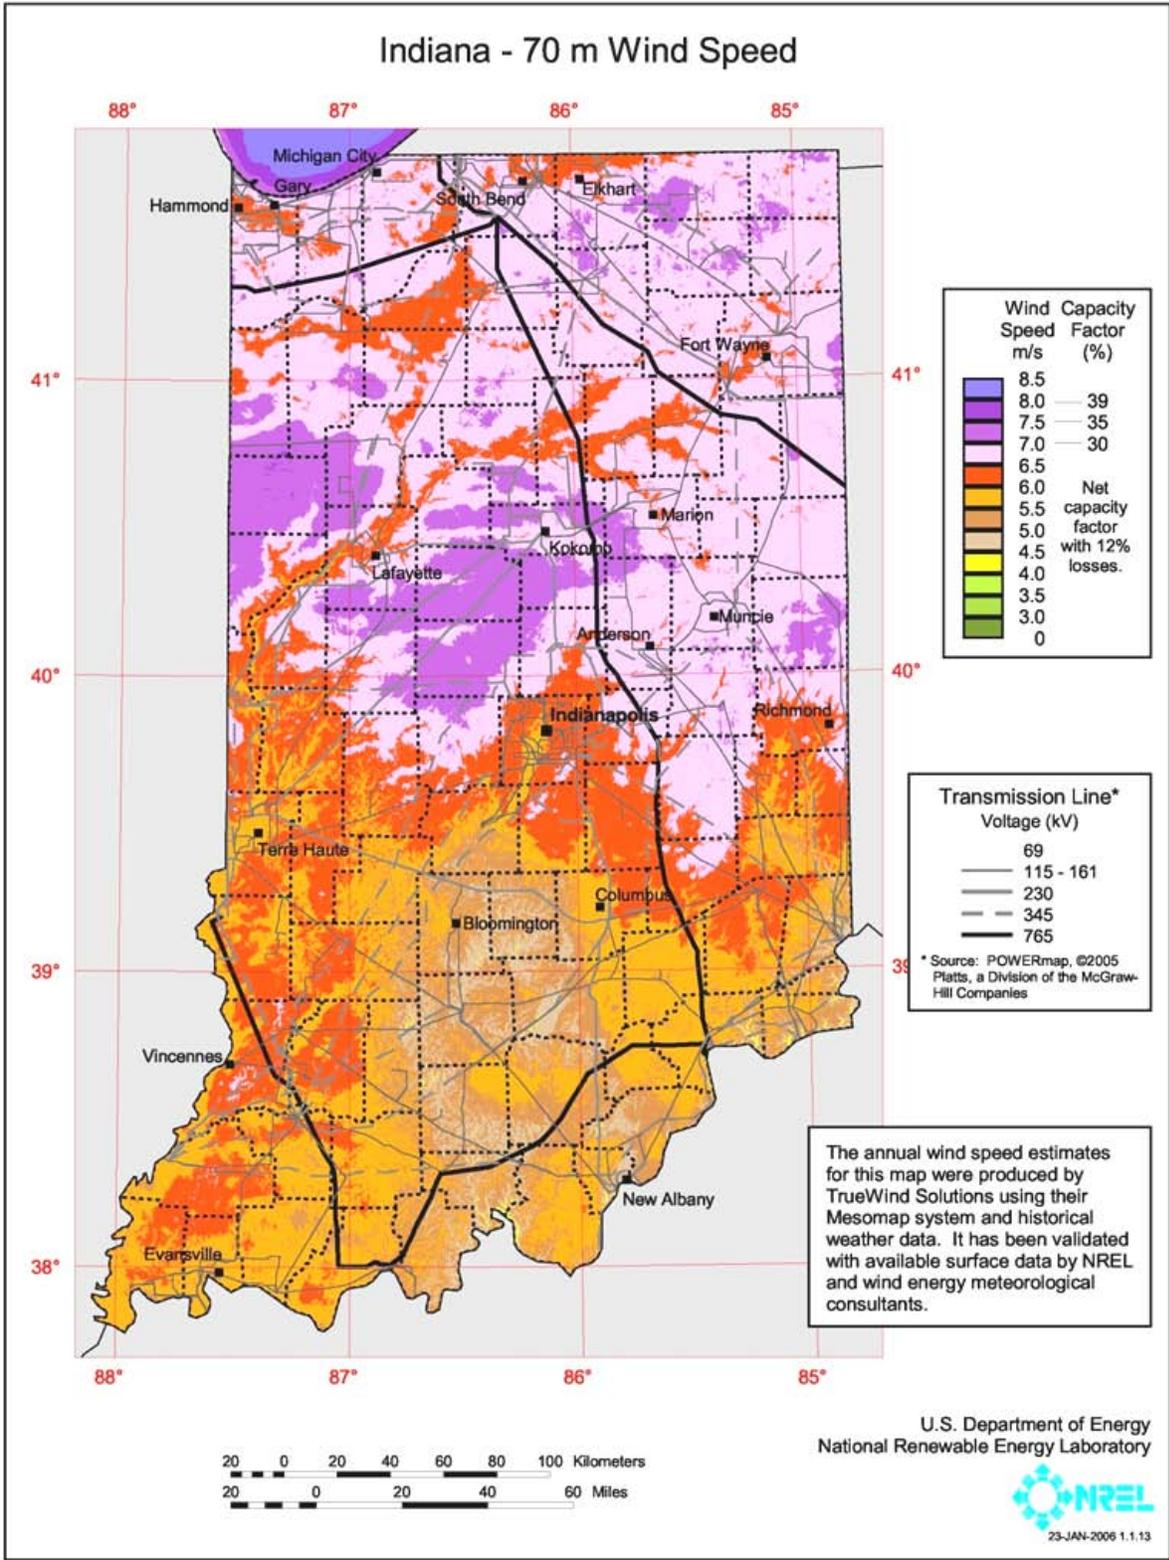 Indiana - 70 m Wind Speed
88° 87° 86° 85°
Michigan City
Gary
Hammond
South Bend
Elkhart
Fort Wayne
41° 41°
Marion
Kokomo
Lafayette
Muncie
Anderson
40° 40°
Indianapolis
Richmond
Terre Haute
Columbus
Bloomington
39° 39
Vincennes
New Albany
Evansville
38°
88° 87° 86° 85°
Wind Capacity
Speed Factor
m/s (%)
8.5
8.0 39
7.5 35
7.0 30
6.5
6.0
5.5
5.0
4.5
4.0
3.5
3.0
0
Net
capacity
factor
with 12%
losses.
Transmission Line*
Voltage (kV)
69
115 - 161
230
345
765
* Source: POWERmap, ©2005
Platts, a Division of the McGraw-
Hill Companies
The annual wind speed estimates
for this map were produced by
TrueWind Solutions using their
Mesomap system and historical
weather data. It has been validated
with available surface data by NREL
and wind energy meteorological
consultants.
U.S. Department of Energy
National Renewable Energy Laboratory
20 0 20 40 60 80 100 Kilometers
20 0 20 40 60 Miles
NREL
23-JAN-2006 1.1.13